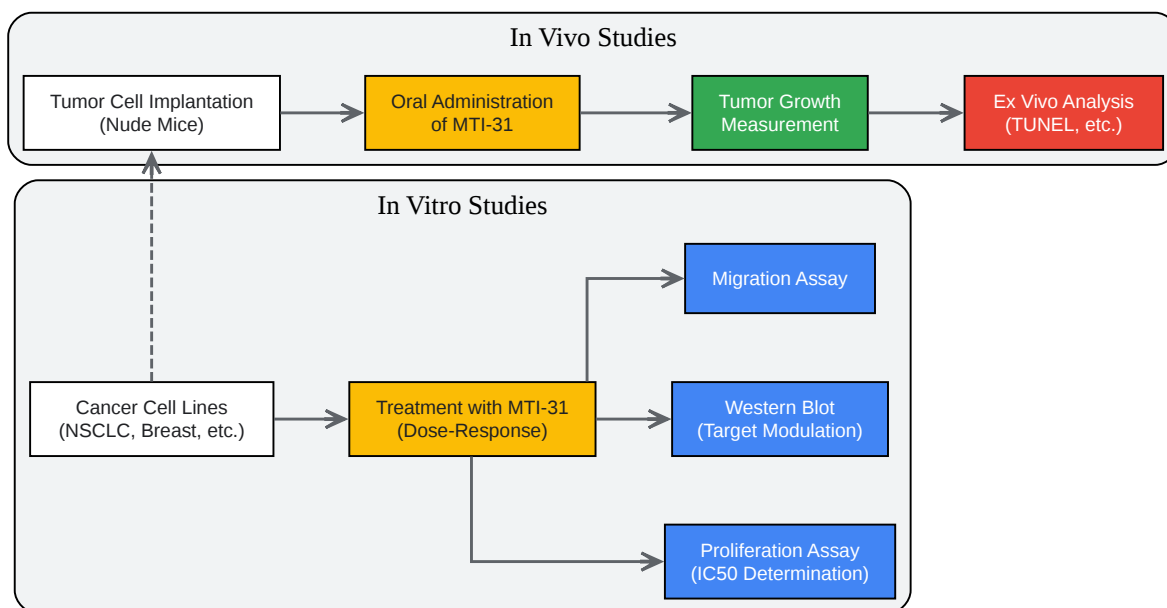 In Vivo Studies
Tumor Cell Implantation
(Nude Mice)
Oral Administration
of MTI-31
Tumor Growth
Measurement
Ex Vivo Analysis
(TUNEL, etc.)
In Vitro Studies
Migration Assay
Cancer Cell Lines
(NSCLC, Breast, etc.)
Treatment with MTI-31
(Dose-Response)
Western Blot
(Target Modulation)
Proliferation Assay
(IC50 Determination)